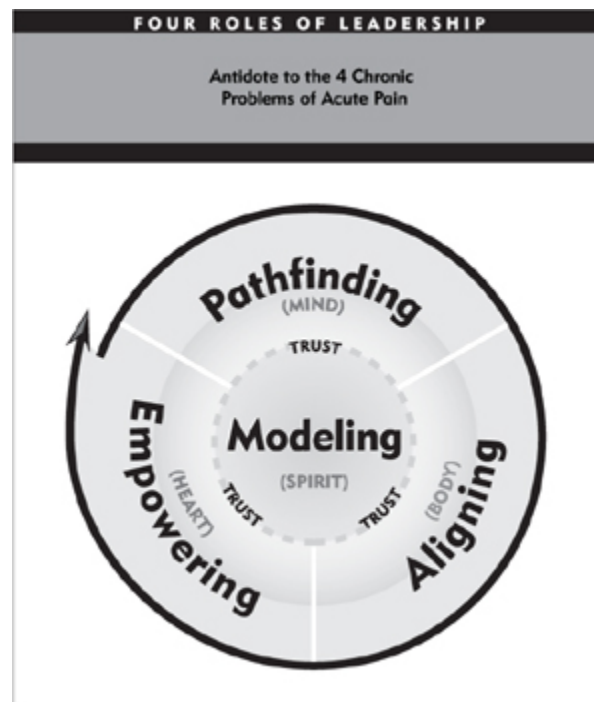 FOUR ROLES OF LEADERSHIP
Antidote to the 4 Chronic
Problems of Acute Pain
Pathfinding
(MIND)
TRUST
Modeling
(SPIRIT)
Empowering
(HEART)
TRUST
TRUST
(BODY)
Aligning